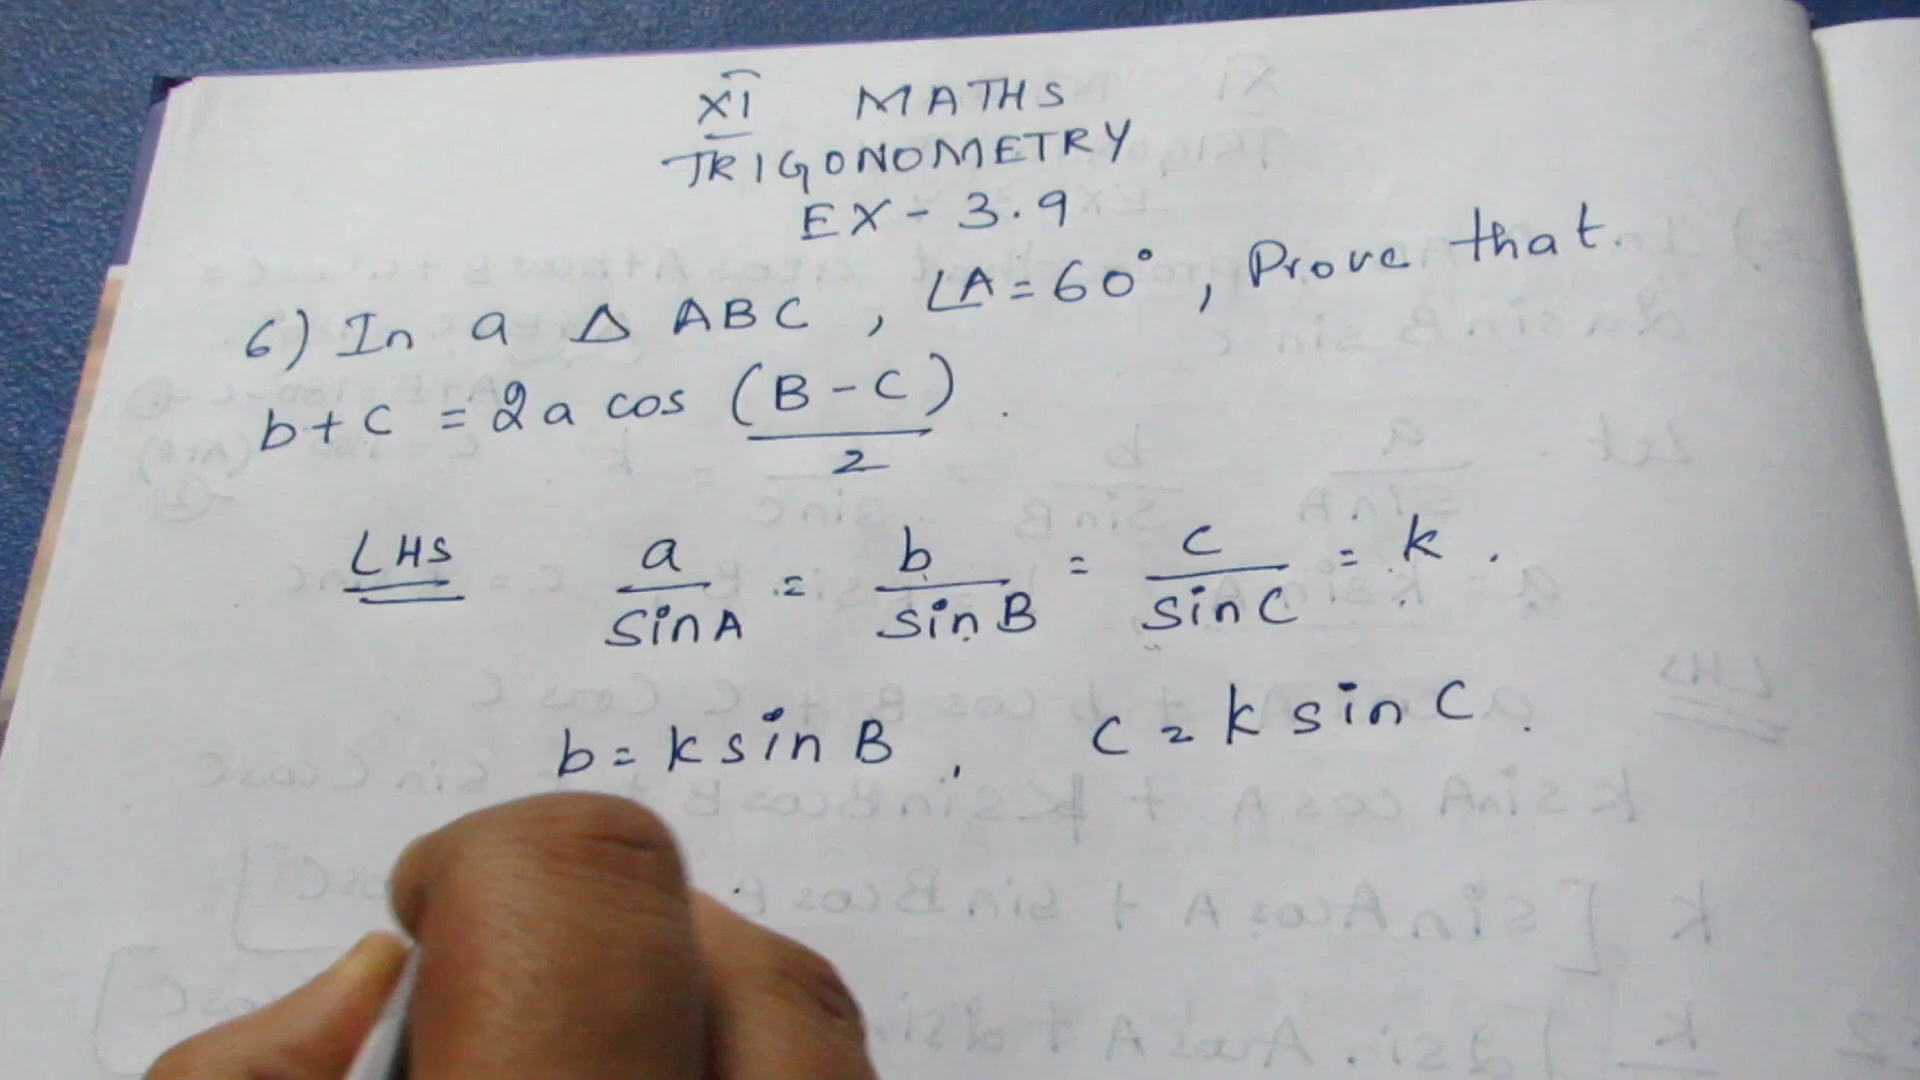 XI MATHS
TRIGONOMETRY
EX - 3.9
6) In a △ ABC, ∠A = 60°, Prove that
b+c = 2a cos (B-C)/2.
LHS a/sinA = b/sinB = c/sinC = k.
b = k sin B, c = k sin C.